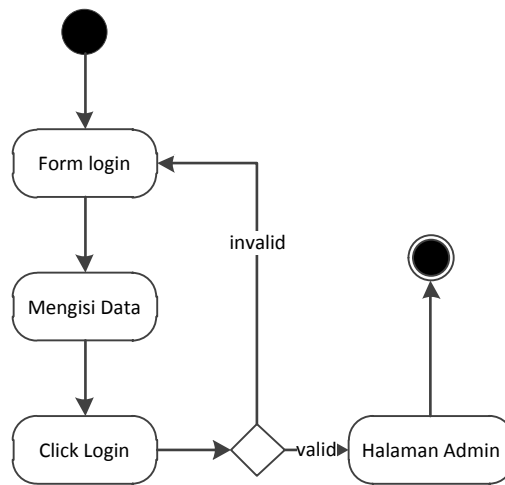 Form login
invalid
Mengisi Data
Click Login
valid
Halaman Admin